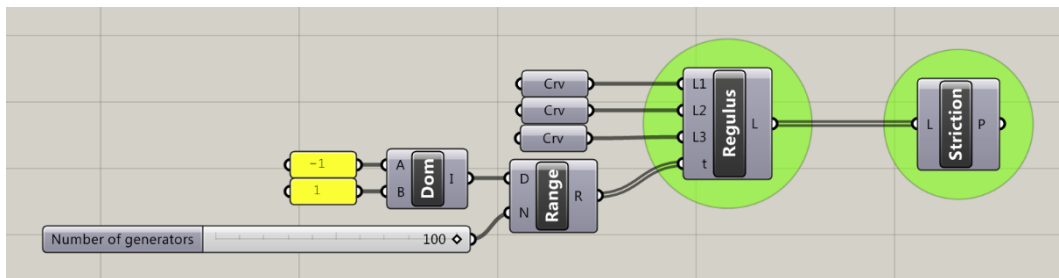 Crv
Crv
Crv
L1
L2
L3
t
Regulus
L
L
Striction
P
-1
1
A
B
Dom
I
D
N
Range
R
Number of generators
100